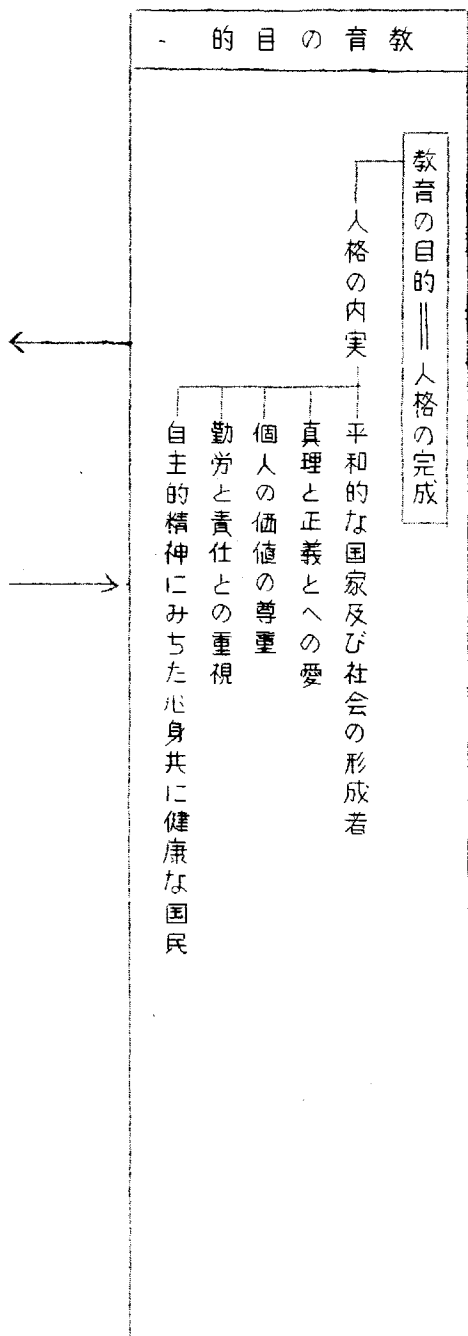 教育の目的
教育の目的＝人格の完成
人格の内実
平和的な国家及び社会の形成者
真理と正義とへの愛
個人の価値の尊重
勤労と責任との重視
自主的精神にみちた心身共に健康な国民